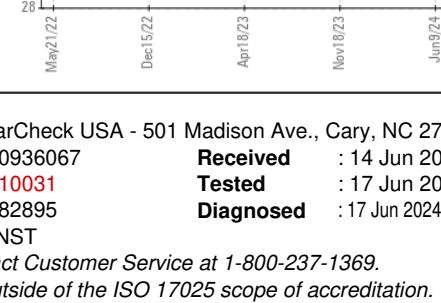 28
May21/22
Dec15/22
Apr18/23
Nov18/23
Jun9/24
arCheck USA - 501 Madison Ave., Cary, NC 27
0936067 Received : 14 Jun 20
10031 Tested : 17 Jun 20
82895 Diagnosed : 17 Jun 2024
NST
act Customer Service at 1-800-237-1369.
utside of the ISO 17025 scope of accreditation.